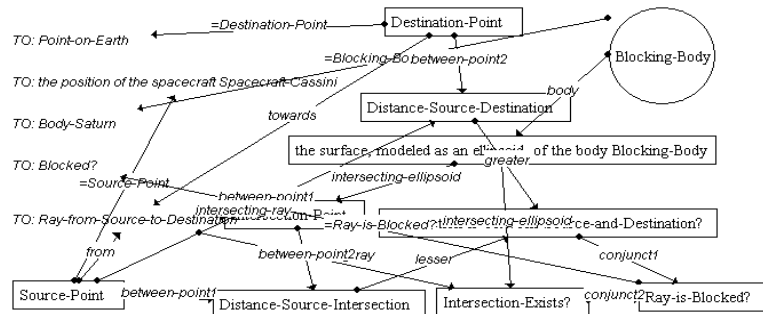 =Destination-Point
Destination-Point
TO: Point-on-Earth
=Blocking-Bo
between-point2
Blocking-Body
TO: the position of the spacecraft Spacecraft-Cassini
body
Distance-Source-Destination
towards
TO: Body-Saturn
the surface, modeled as an of the body Blocking-Body
greater
TO: Blocked?
intersecting-ellipsoid
=Source-Point
between-point1
TO: Ray-from-Source-to-Destination
intersecting-ray
=Ray-is-Blocked?
intersecting-ellipsoid
and-Destination?
from
between-point2
ray
lesser
conjunct1
Source-Point
between-point1
Distance-Source-Intersection
Intersection-Exists?
conjunct2
Ray-is-Blocked?